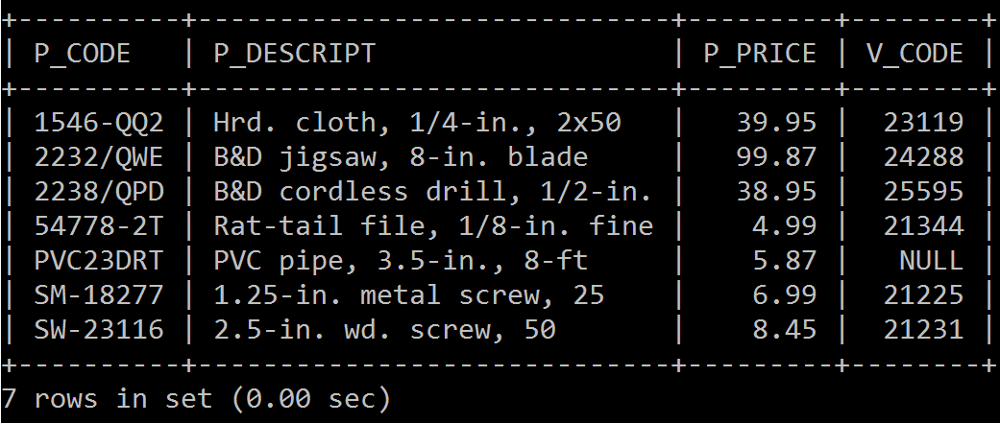 +----------+------------------------------+---------+--------+
| P_CODE   | P_DESCRIPT                   | P_PRICE | V_CODE |
+----------+------------------------------+---------+--------+
| 1546-QQ2 | Hrd. cloth, 1/4-in., 2x50    |   39.95 |  23119 |
| 2232/QWE | B&D jigsaw, 8-in. blade      |   99.87 |  24288 |
| 2238/QPD | B&D cordless drill, 1/2-in.  |   38.95 |  25595 |
| 54778-2T | Rat-tail file, 1/8-in. fine  |    4.99 |  21344 |
| PVC23DRT | PVC pipe, 3.5-in., 8-ft      |    5.87 |   NULL |
| SM-18277 | 1.25-in. metal screw, 25     |    6.99 |  21225 |
| SW-23116 | 2.5-in. wd. screw, 50        |    8.45 |  21231 |
+----------+------------------------------+---------+--------+
7 rows in set (0.00 sec)